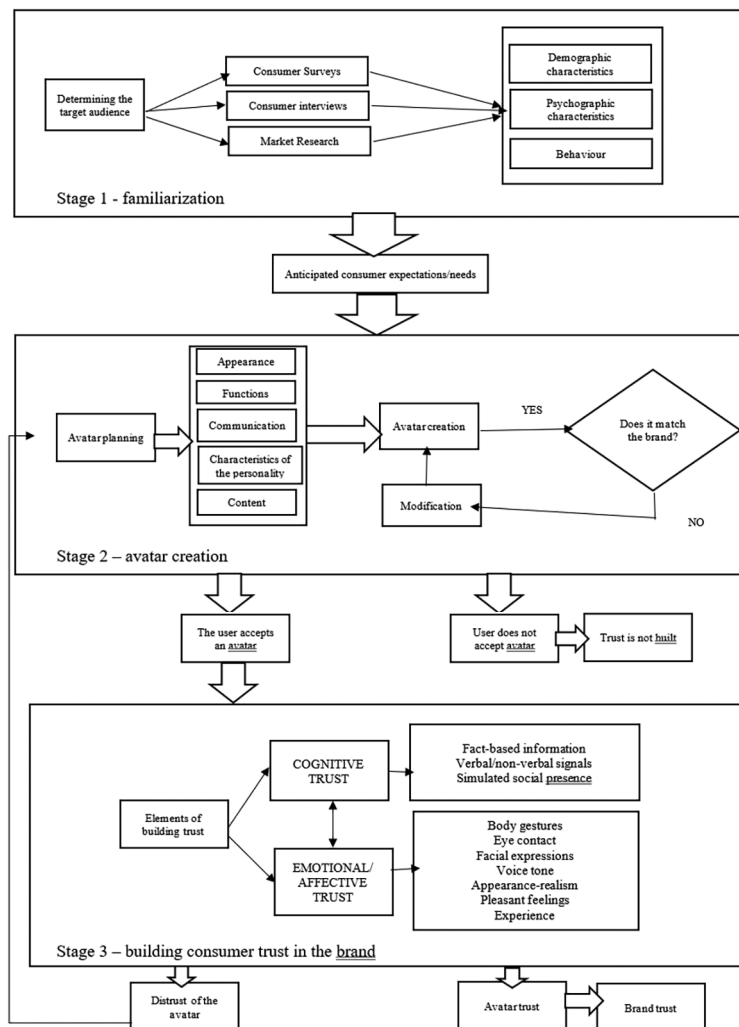 Determining the
target audience
Consumer Surveys
Consumer interviews
Market Research
Demographic
characteristics
Psychographic
characteristics
Behaviour
Stage 1 - familiarization
Anticipated consumer expectations/needs
Avatar planning
Appearance
Functions
Communication
Characteristics of
the personality
Content
Avatar creation
Modification
YES
Does it match
the brand?
NO
Stage 2 – avatar creation
The user accepts
an avatar
User does not
accept avatar
Trust is not huilt
Elements of
building trust
COGNITIVE
TRUST
EMOTIONAL/
AFFECTIVE
TRUST
Fact-based information
Verbal/non-verbal signals
Simulated social presence
Body gestures
Eye contact
Facial expressions
Voice tone
Appearance-realism
Pleasant feelings
Experience
Stage 3 – building consumer trust in the brand
Distrust of the
avatar
Avatar trust
Brand trust